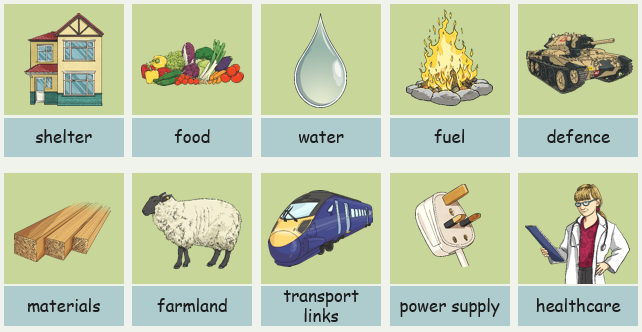 shelter
food
water
fuel
defence
materials
farmland
transport
links
power supply
healthcare